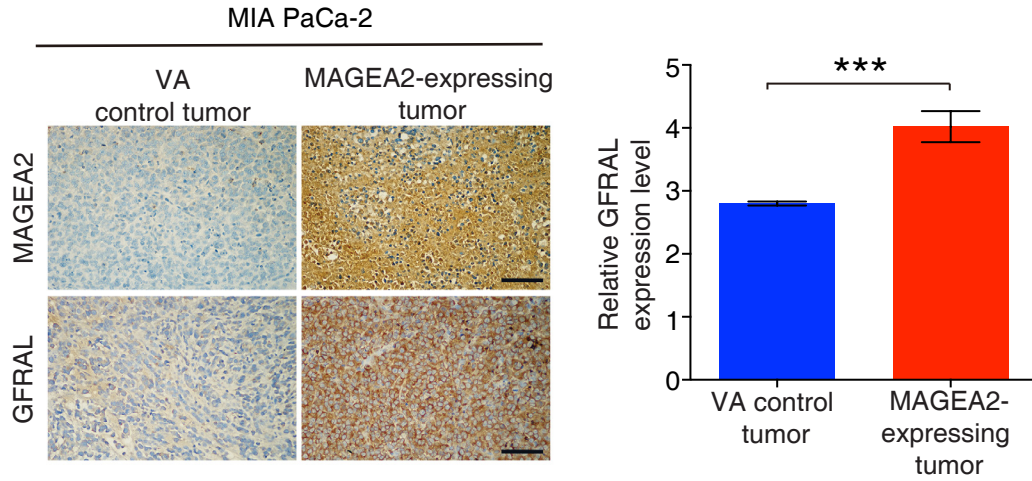 MIA PaCa-2
VA
control tumor
MAGEA2-expressing
tumor
MAGEA2
GFRAL
Relative GFRAL
expression level
5
4
3
2
1
0
***
VA control
tumor
MAGEA2-
expressing
tumor